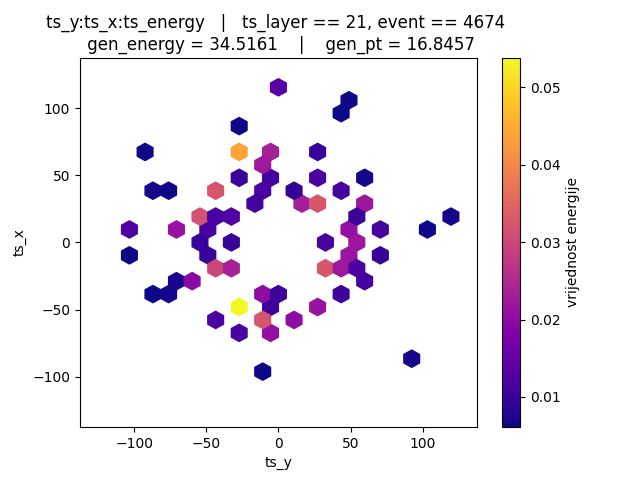 ts_y:ts_x:ts_energy | ts_layer == 21, event == 4674
gen_energy = 34.5161 | gen_pt = 16.8457
100
50
0
−50
−100
ts_x
−100 −50 0 50 100
ts_y
0.05
0.04
0.03
0.02
0.01
vrijednost energije